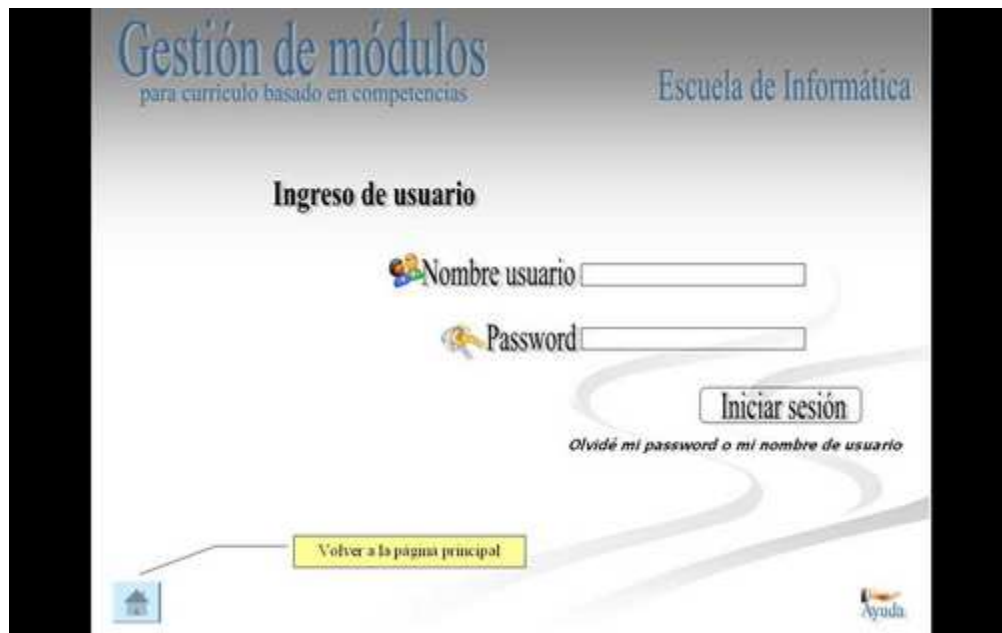 Gestión de módulos
para curriculo basado en competencias
Escuela de Informática
Ingreso de usuario
Nombre usuario
Password
Iniciar sesión
Olvidé mi password o mi nombre de usuario
Volver a la página principal
Ayuda